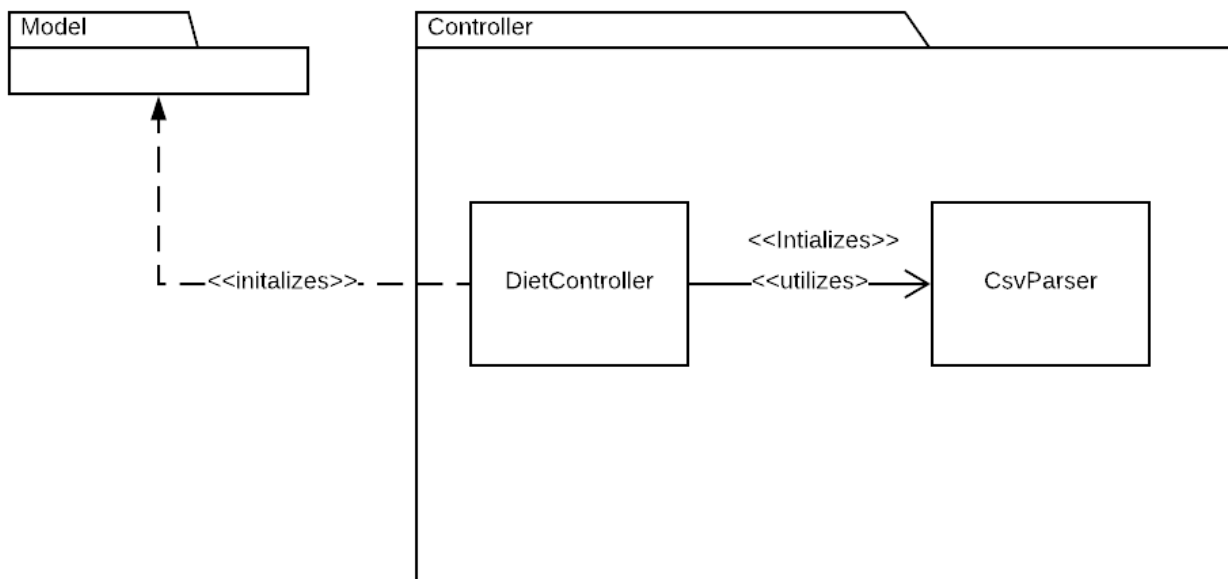 Model
Controller
<<Intializes>>
<<initalizes>>
DietController
<<utilizes>
CsvParser